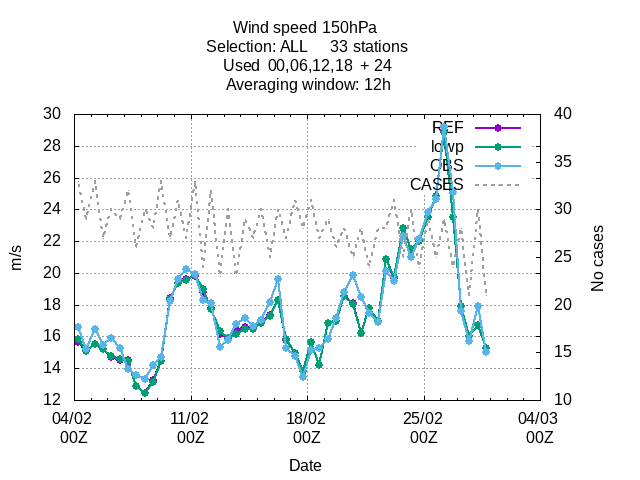 Wind speed 150hPa
Selection: ALL 33 stations
Used 00,06,12,18 + 24
Averaging window: 12h
30
28
26
24
22
20
18
16
14
12
m/s
40
35
30
25
20
15
10
No cases
REF
lowp
OBS
CASES
04/02 11/02 18/02 25/02 04/03
00Z 00Z 00Z 00Z 00Z
Date